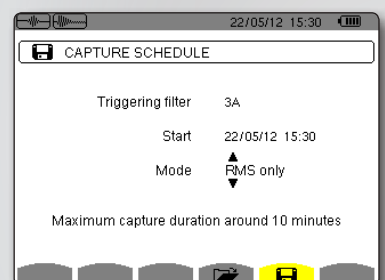 22/05/12 15:30
CAPTURE SCHEDULE
Triggering filter 3A
Start 22/05/12 15:30
Mode RMS only
Maximum capture duration around 10 minutes